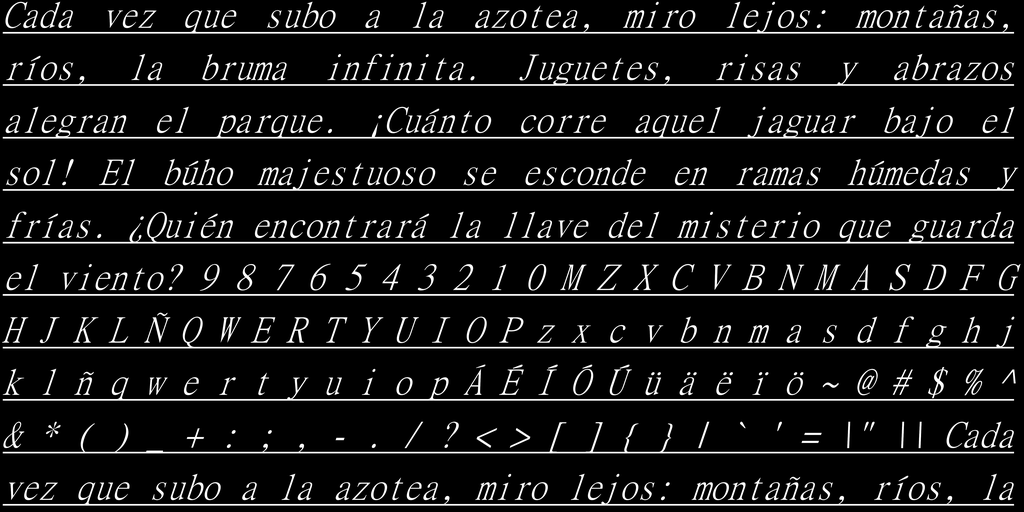 Cada vez que subo a la azotea, miro lejos: montañas,
ríos, la bruma infinita. Juguetes, risas y abrazos
alegran el parque. ¡Cuánto corre aquel jaguar bajo el
sol! El búho majestuoso se esconde en ramas húmedas y
frías. ¿Quién encontrará la llave del misterio que guarda
el viento? 9 8 7 6 5 4 3 2 1 0 M Z X C V B N M A S D F G
H J K L Ñ Q W E R T Y U I O P z x c v b n m a s d f g h j
k l ñ q w e r t y u i o p Á É Í Ó Ú ü ä ë ï ö ~ @ # $ % ^
& * ( ) _ + : ; , - . / ? < > [ ] { } | ` ' = \" \\ Cada
vez que subo a la azotea, miro lejos: montañas, ríos, la